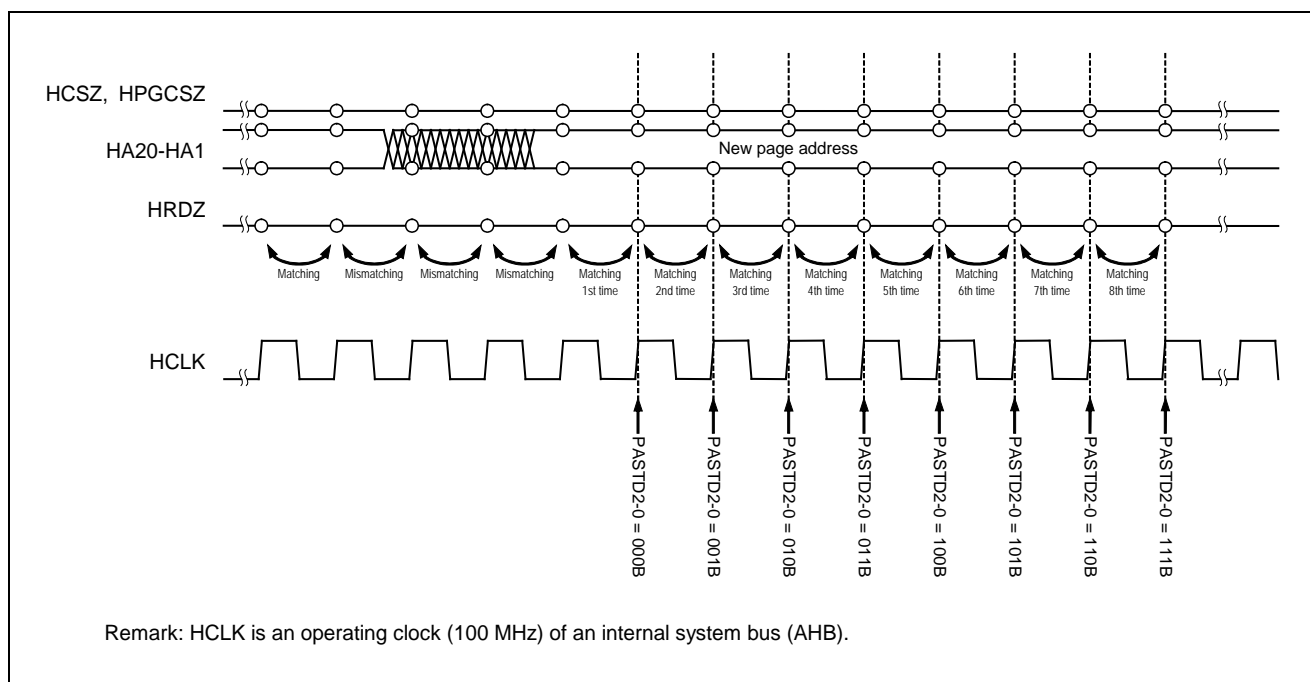 HCSZ, HPGCSZ
HA20-HA1
New page address
HRDZ
Matching
Mismatching
Mismatching
Mismatching
Matching
1st time
Matching
2nd time
Matching
3rd time
Matching
4th time
Matching
5th time
Matching
6th time
Matching
7th time
Matching
8th time
HCLK
PASTD2-0 = 000B
PASTD2-0 = 001B
PASTD2-0 = 010B
PASTD2-0 = 011B
PASTD2-0 = 100B
PASTD2-0 = 101B
PASTD2-0 = 110B
PASTD2-0 = 111B
Remark: HCLK is an operating clock (100 MHz) of an internal system bus (AHB).